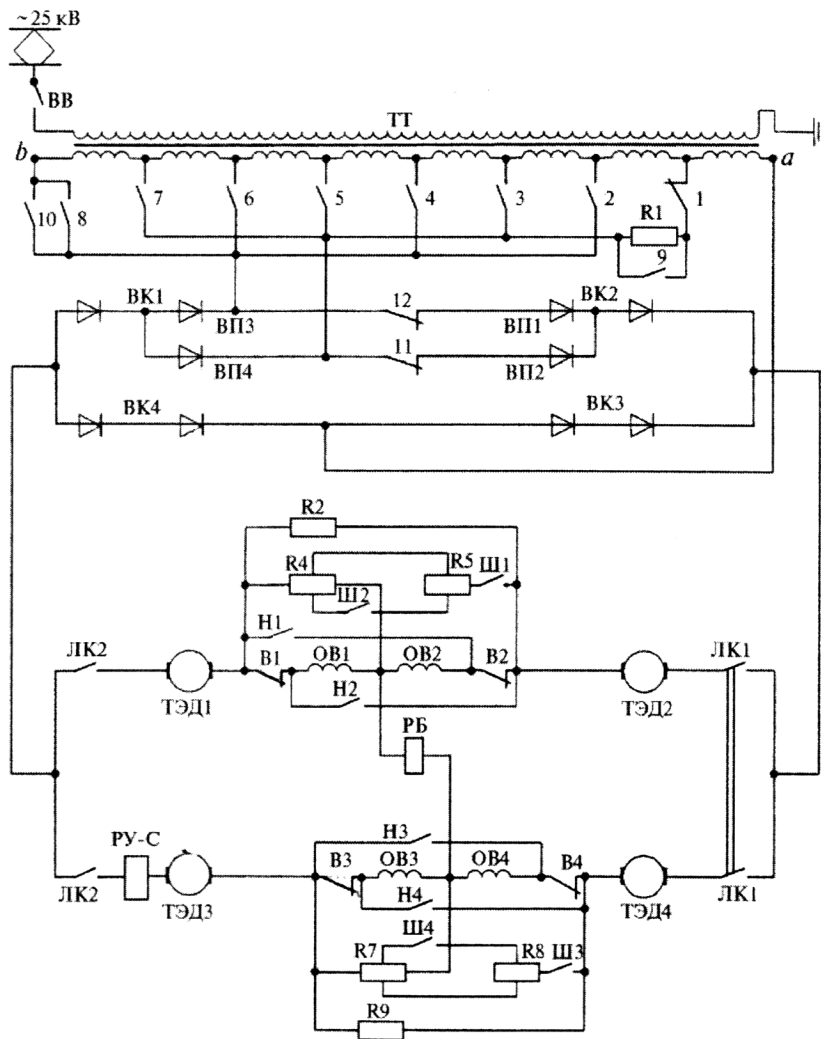 ~25 кВ
ВВ
ТТ
b
a
10
8
7
6
5
4
3
2
1
R1
9
ВК1
ВП3
12
ВП1
ВК2
ВП4
11
ВП2
ВК4
ВК3
R2
R4
R5
Ш1
Ш2
Н1
ЛК2
В1
ОВ1
ОВ2
В2
ЛК1
Н2
ТЭД1
ТЭД2
РБ
РУ-С
Н3
В3
ОВ3
ОВ4
В4
ЛК2
ТЭД3
Н4
ТЭД4
ЛК1
Ш4
R7
R8
Ш3
R9